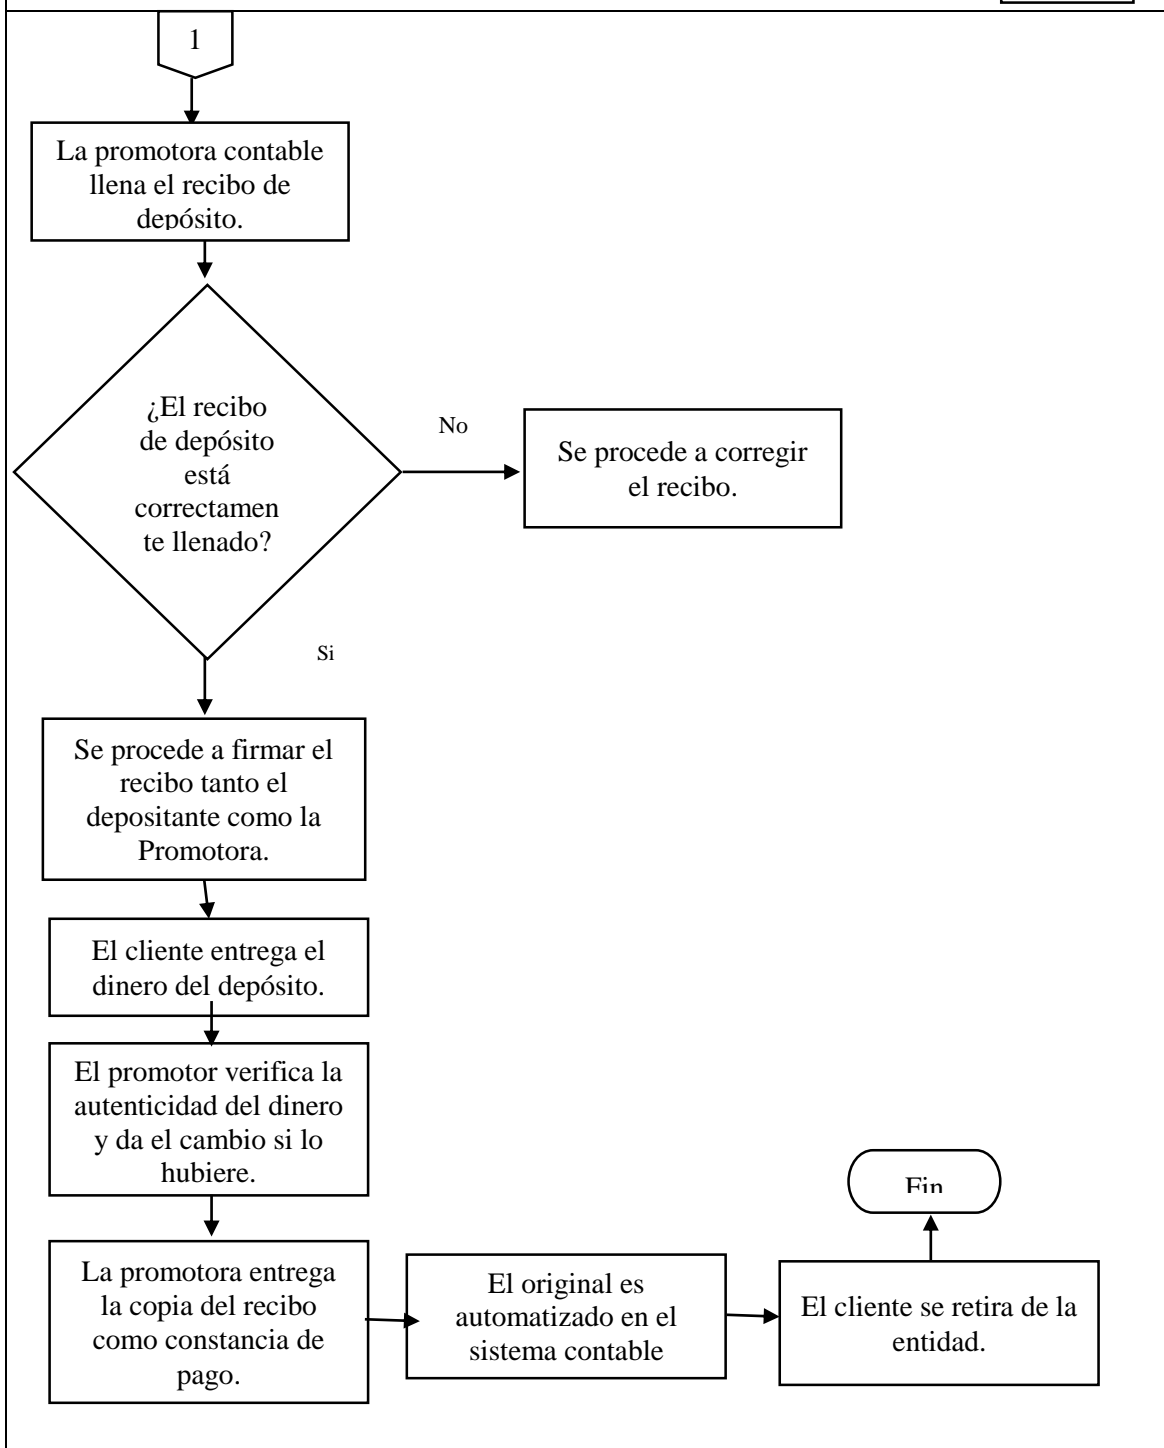 1
La promotora contable
llena el recibo de
depósito.
¿El recibo
de depósito
está
correctamen
te llenado?
No
Se procede a corregir
el recibo.
Si
Se procede a firmar el
recibo tanto el
depositante como la
Promotora.
El cliente entrega el
dinero del depósito.
El promotor verifica la
autenticidad del dinero
y da el cambio si lo
hubiere.
La promotora entrega
la copia del recibo
como constancia de
pago.
El original es
automatizado en el
sistema contable
El cliente se retira de la
entidad.
Fin